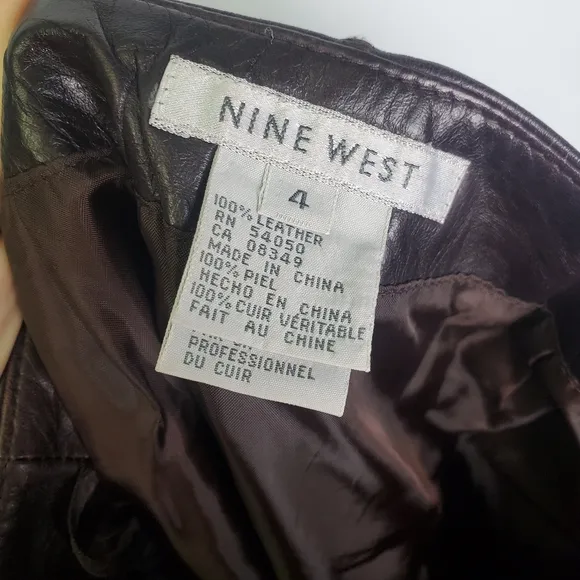 NINE WEST
4
100% LEATHER
RN 54050
CA 08349
MADE IN CHINA
100% PIEL
HECHO EN CHINA
100% CUIR VÉRITABLE
FAIT AU CHINE
PROFESSIONNEL
DU CUIR